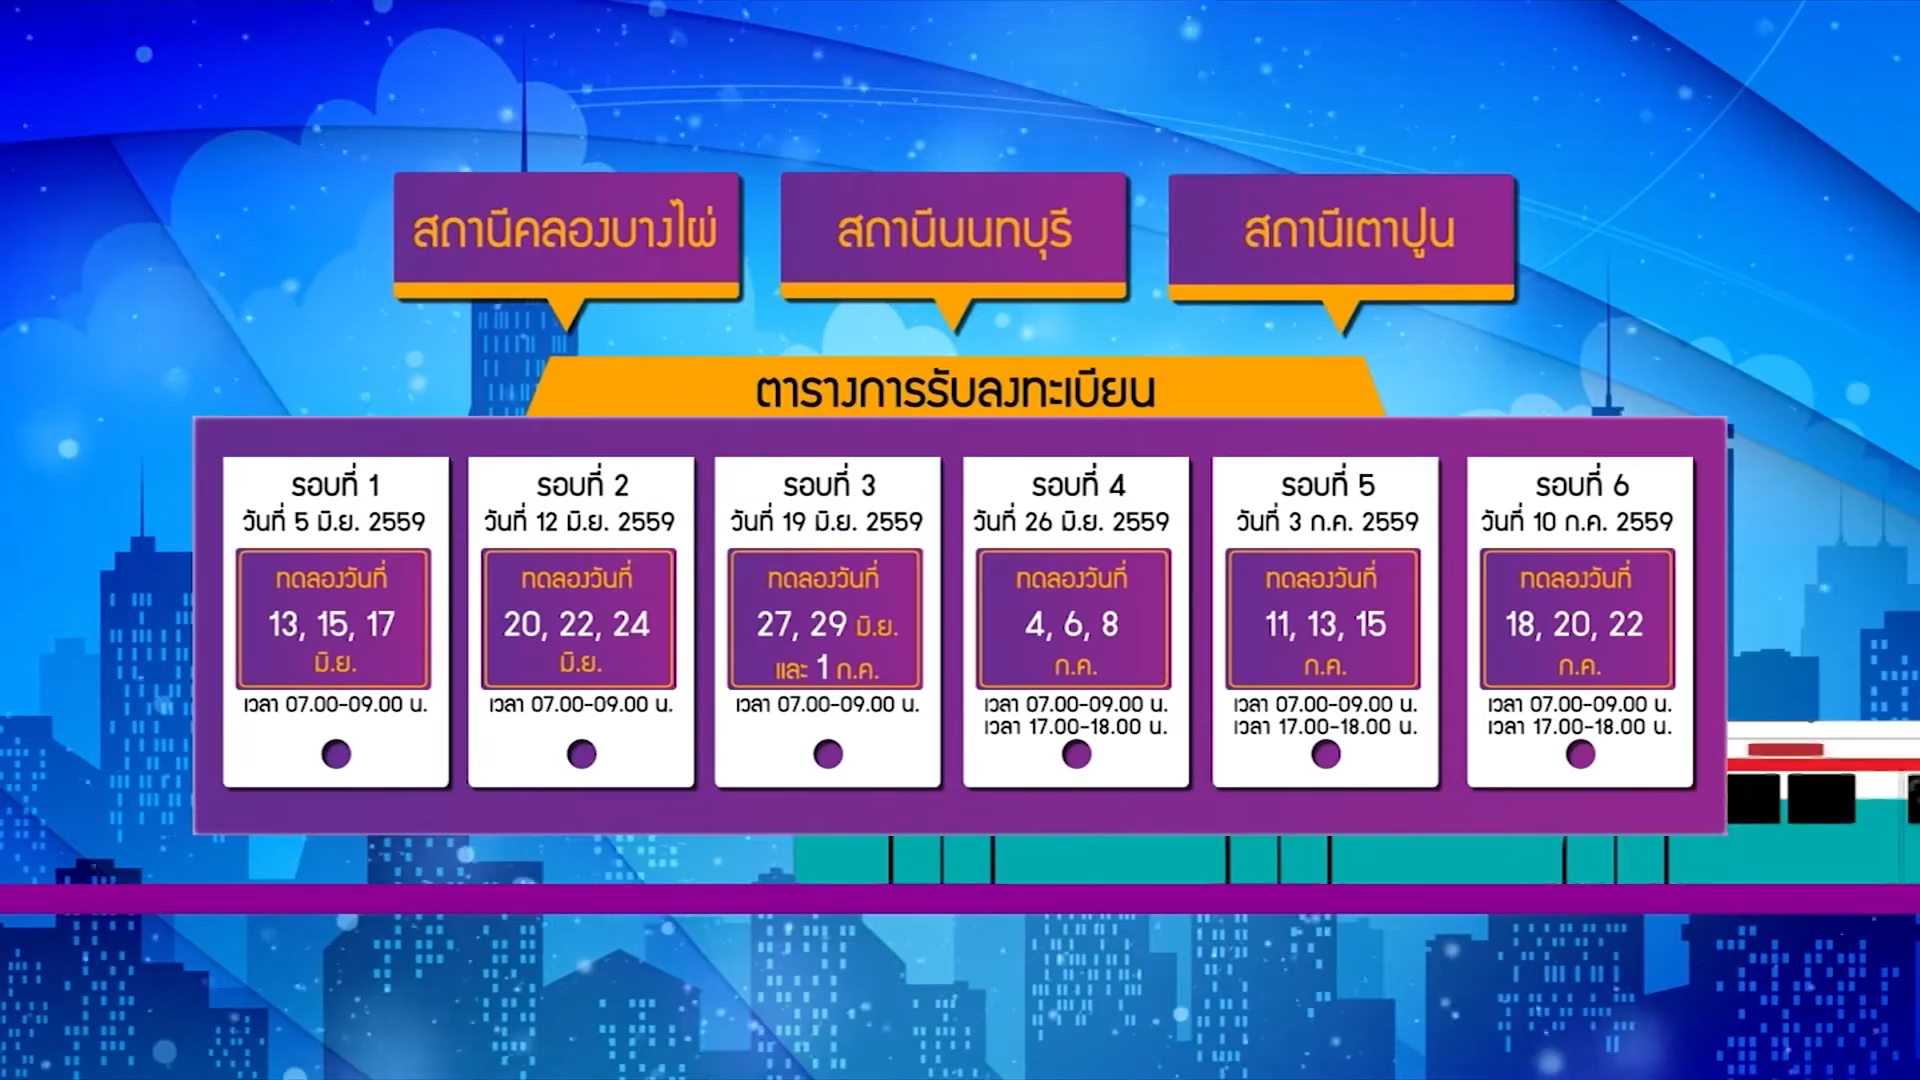 สถานีคลองบางไผ่
สถานีนนทบุรี
สถานีเตาปูน
ตารางการรับลงทะเบียน
รอบที่ 1
วันที่ 5 มิ.ย. 2559
ทดลองวันที่
13, 15, 17
มิ.ย.
เวลา 07.00-09.00 น.
รอบที่ 2
วันที่ 12 มิ.ย. 2559
ทดลองวันที่
20, 22, 24
มิ.ย.
เวลา 07.00-09.00 น.
รอบที่ 3
วันที่ 19 มิ.ย. 2559
ทดลองวันที่
27, 29 มิ.ย.
และ 1 ก.ค.
เวลา 07.00-09.00 น.
รอบที่ 4
วันที่ 26 มิ.ย. 2559
ทดลองวันที่
4, 6, 8
ก.ค.
เวลา 07.00-09.00 น.
เวลา 17.00-18.00 น.
รอบที่ 5
วันที่ 3 ก.ค. 2559
ทดลองวันที่
11, 13, 15
ก.ค.
เวลา 07.00-09.00 น.
เวลา 17.00-18.00 น.
รอบที่ 6
วันที่ 10 ก.ค. 2559
ทดลองวันที่
18, 20, 22
ก.ค.
เวลา 07.00-09.00 น.
เวลา 17.00-18.00 น.